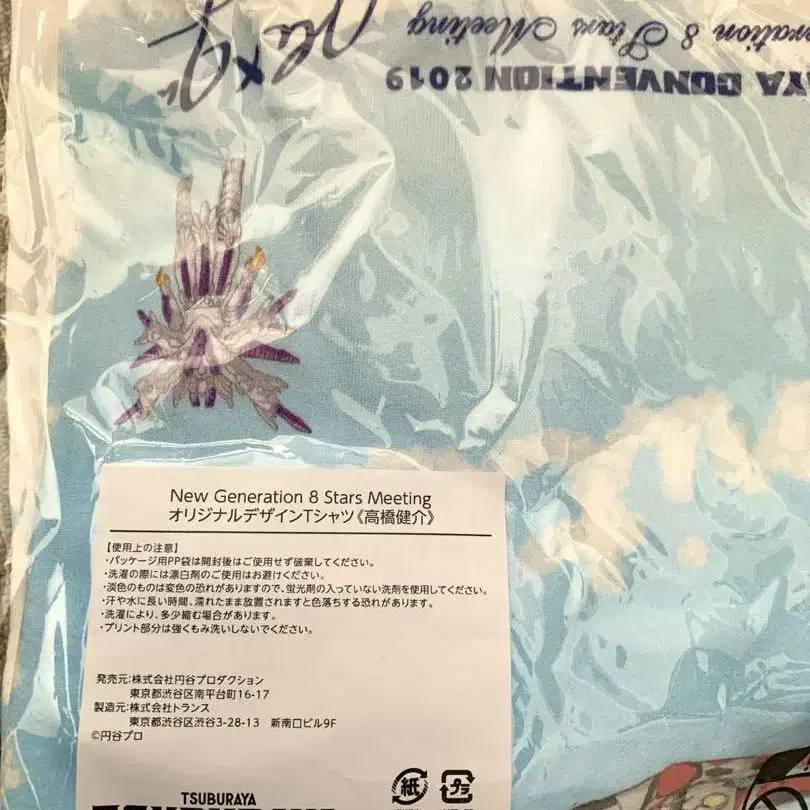 eration 8 Stars Meeting
YA CONVENTION 2019
New Generation 8 Stars Meeting
オリジナルデザインTシャツ《高橋健介》
【使用上の注意】
・パッケージ用PP袋は開封後はご使用せず破棄してください。
・洗濯の際には漂白剤のご使用はお避けください。
・淡色のものは変色の恐れがありますので、蛍光剤の入っていない洗剤を使用してください。
・汗や水に長い時間、濡れたまま放置されますと色落ちする恐れがあります。
・洗濯により、多少縮む場合があります。
・プリント部分は強くもみ洗いしないでください。
発売元:株式会社円谷プロダクション
東京都渋谷区南平台町16-17
製造元:株式会社トランス
東京都渋谷区渋谷3-28-13 新南口ビル9F
©円谷プロ
紙 プラ
TSUBURAYA